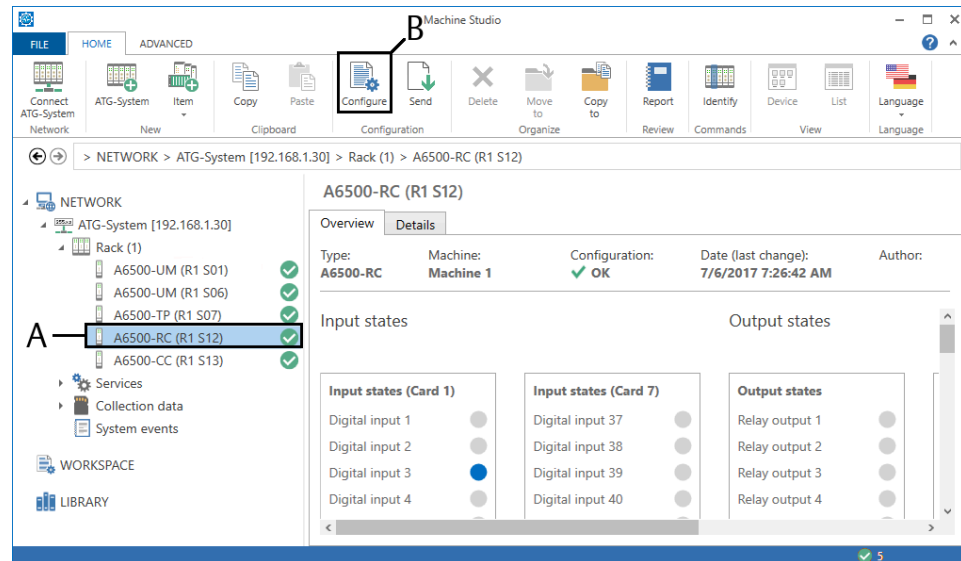 Machine Studio
B
FILE HOME ADVANCED
Connect ATG-System
ATG-System
Item
Copy
Paste
Configure
Send
Delete
Move to
Copy to
Report
Identify
Device
List
Language
Network New Clipboard Configuration Organize Review Commands View Language
> NETWORK > ATG-System [192.168.1.30] > Rack (1) > A6500-RC (R1 S12)
NETWORK
ATG-System [192.168.1.30]
Rack (1)
A6500-UM (R1 S01)
A6500-UM (R1 S06)
A6500-TP (R1 S07)
A
A6500-RC (R1 S12)
A6500-CC (R1 S13)
Services
Collection data
System events
WORKSPACE
LIBRARY
A6500-RC (R1 S12)
Overview Details
Type: Machine: Configuration: Date (last change): Author:
A6500-RC Machine 1 OK 7/6/2017 7:26:42 AM
Input states Output states
Input states (Card 1)
Digital input 1
Digital input 2
Digital input 3
Digital input 4
Input states (Card 7)
Digital input 37
Digital input 38
Digital input 39
Digital input 40
Output states
Relay output 1
Relay output 2
Relay output 3
Relay output 4
5